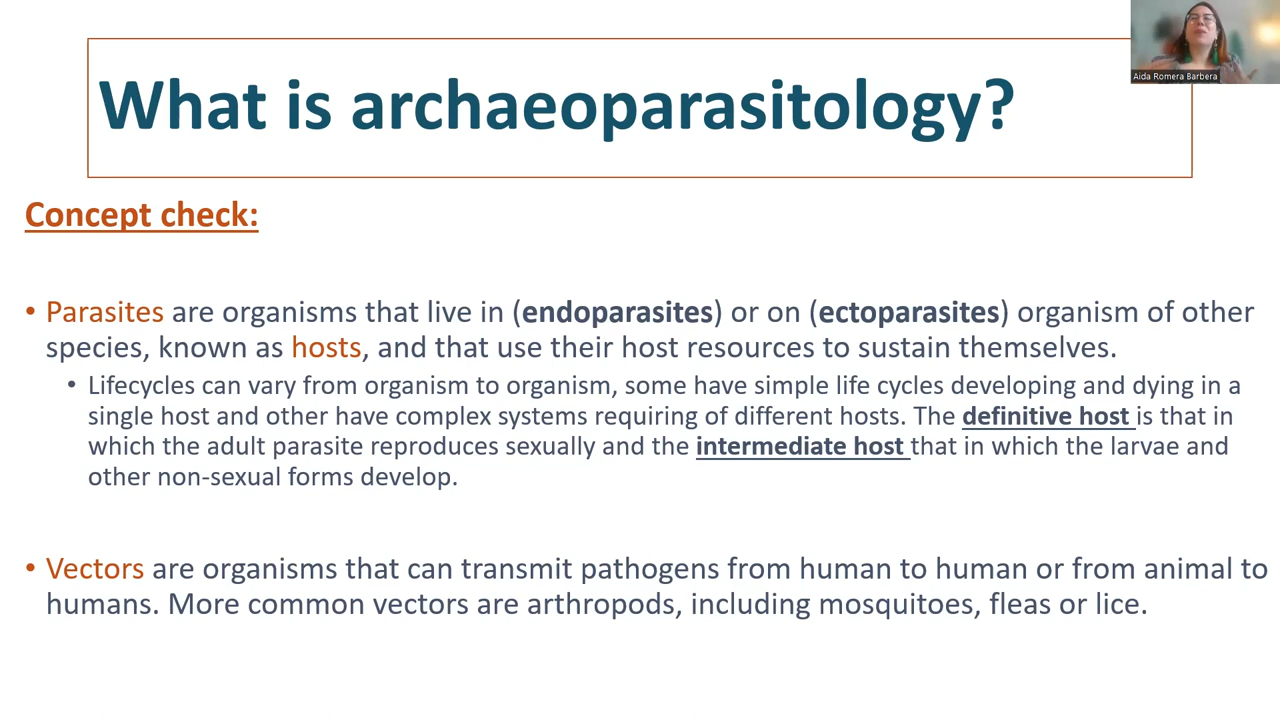 Aida Romera Barbera
What is archaeoparasitology?
Concept check:
• Parasites are organisms that live in (endoparasites) or on (ectoparasites) organism of other
species, known as hosts, and that use their host resources to sustain themselves.
• Lifecycles can vary from organism to organism, some have simple life cycles developing and dying in a
single host and other have complex systems requiring of different hosts. The definitive host is that in
which the adult parasite reproduces sexually and the intermediate host that in which the larvae and
other non-sexual forms develop.
• Vectors are organisms that can transmit pathogens from human to human or from animal to
humans. More common vectors are arthropods, including mosquitoes, fleas or lice.